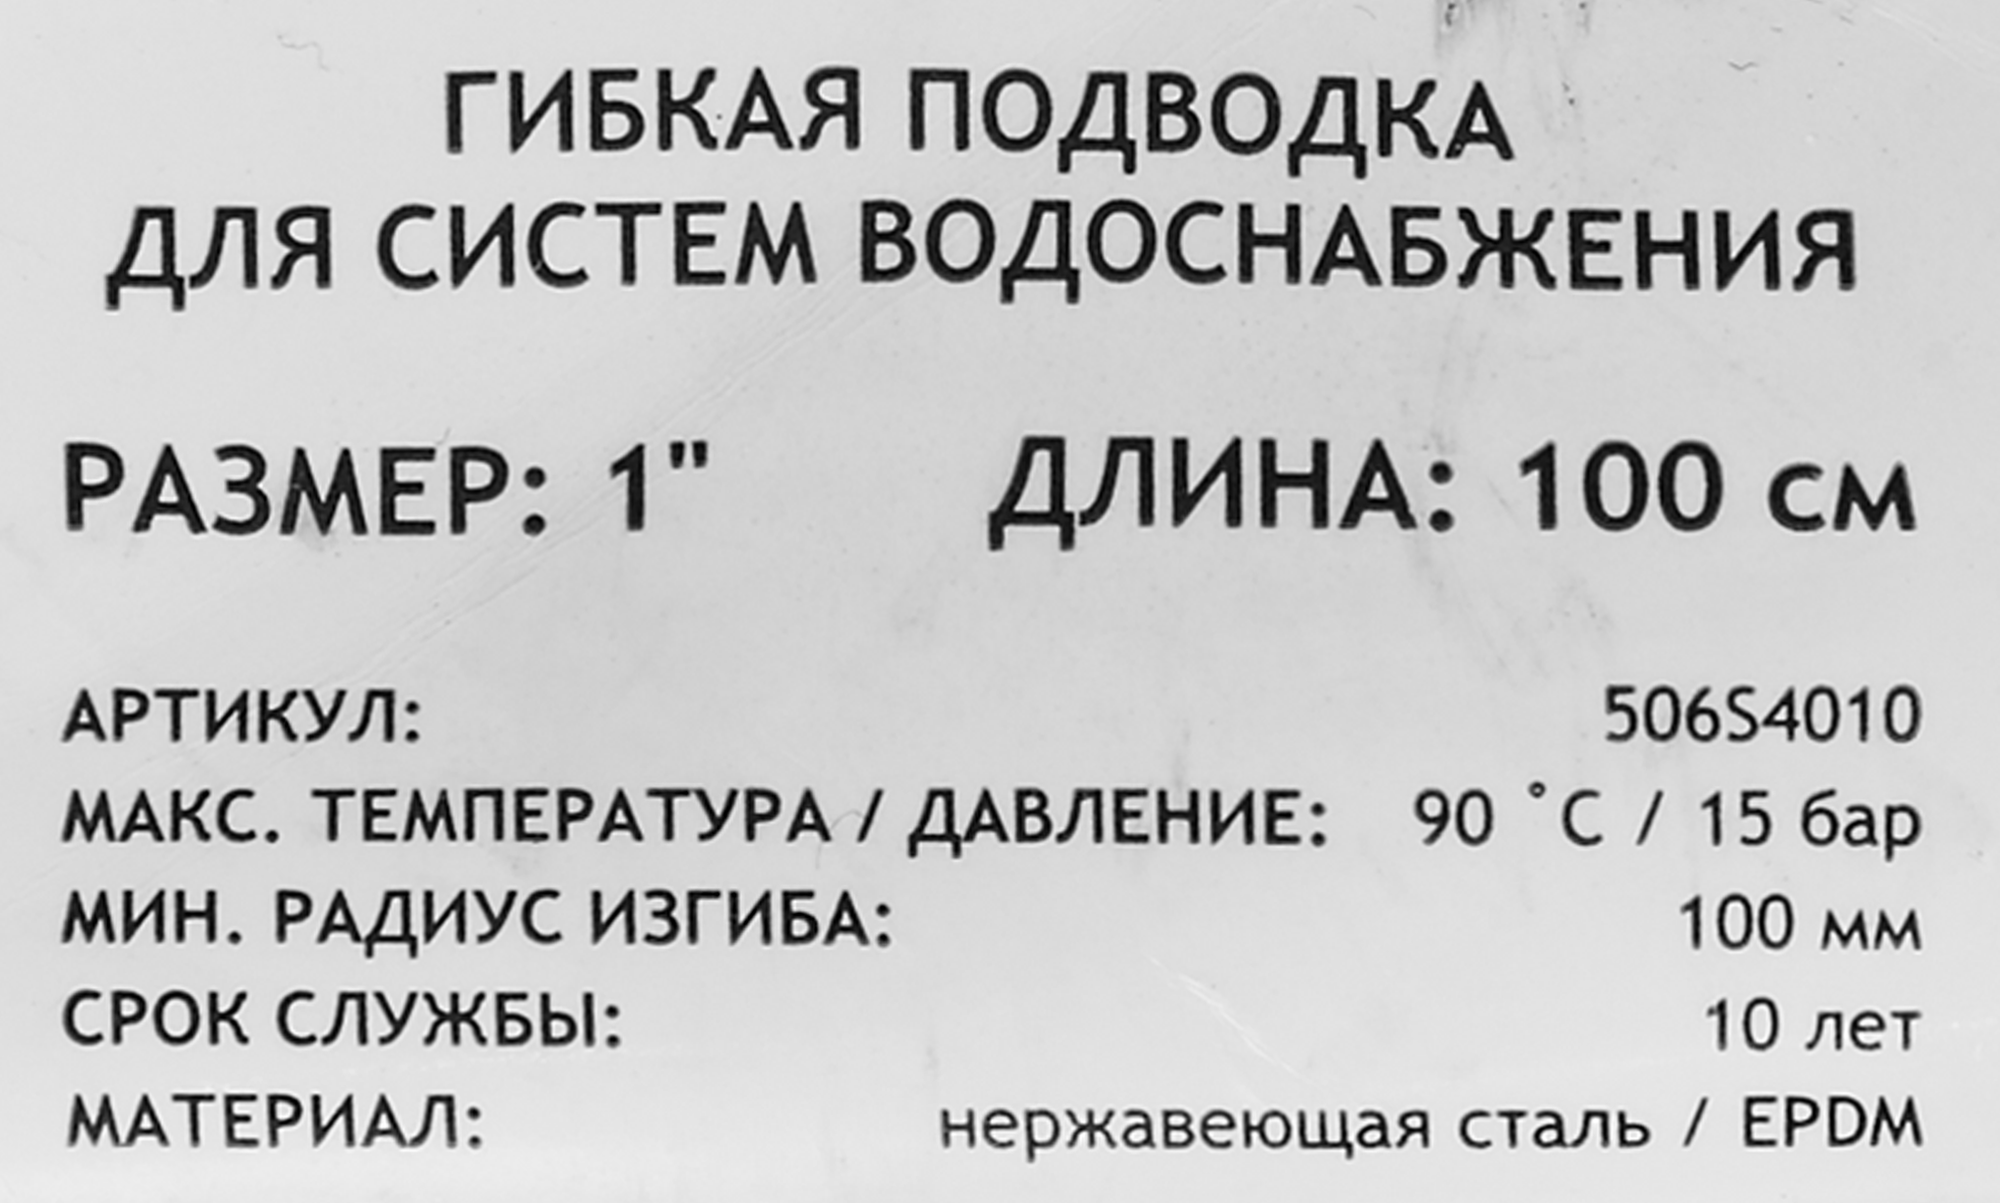 ГИБКАЯ ПОДВОДКА
ДЛЯ СИСТЕМ ВОДОСНАБЖЕНИЯ
РАЗМЕР: 1" ДЛИНА: 100 см
АРТИКУЛ: 506S4010
МАКС. ТЕМПЕРАТУРА / ДАВЛЕНИЕ: 90 °С / 15 бар
МИН. РАДИУС ИЗГИБА: 100 мм
СРОК СЛУЖБЫ: 10 лет
МАТЕРИАЛ: нержавеющая сталь / EPDM